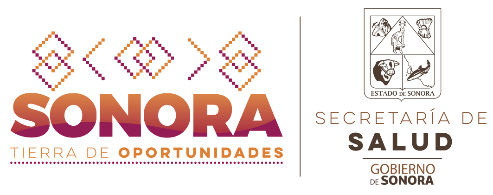 SONORA
TIERRA DE OPORTUNIDADES
ESTADO DE SONORA
SECRETARÍA DE
SALUD
GOBIERNO
DE SONORA